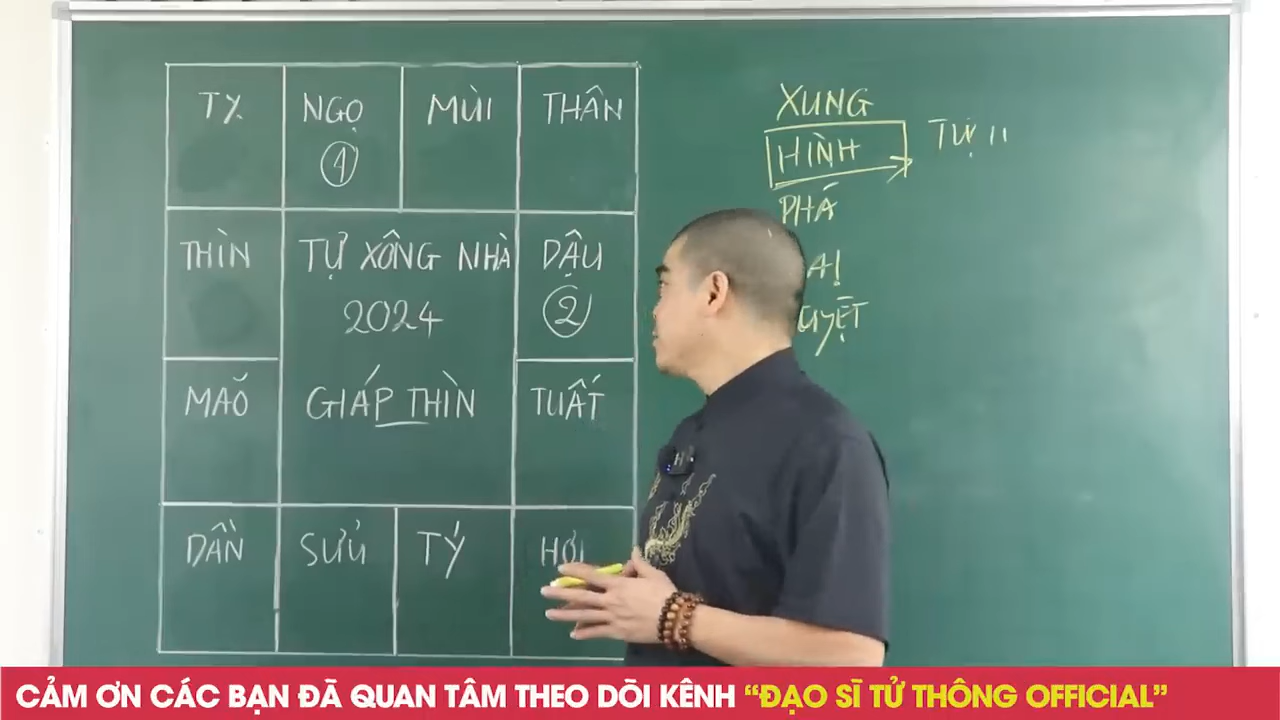 TỴ
NGỌ
①
MÙI
THÂN
THÌN
TỰ XÔNG NHÀ
2024
GIÁP THÌN
DẬU
②
MAÕ
TUẤT
DẦN
SỬU
TÝ
HỢI
XUNG
HÌNH
TỰ 11
PHÁ
CẢM ƠN CÁC BẠN ĐÃ QUAN TÂM THEO DÕI KÊNH “ĐẠO SĨ TỬ THÔNG OFFICIAL”